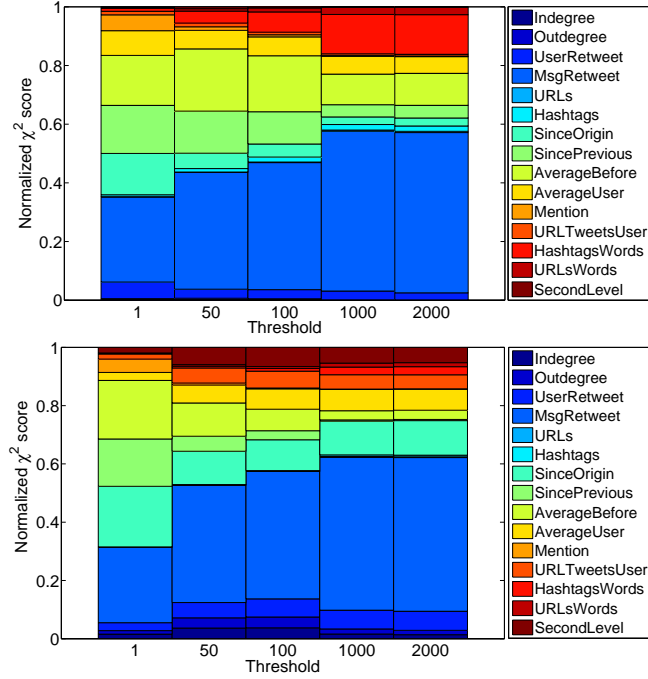 1
0.8
0.6
0.4
0.2
0
Normalized χ² score
1 50 100 1000 2000
Threshold
Indegree
Outdegree
UserRetweet
MsgRetweet
URLs
Hashtags
SinceOrigin
SincePrevious
AverageBefore
AverageUser
Mention
URLTweetsUser
HashtagsWords
URLsWords
SecondLevel
1
0.8
0.6
0.4
0.2
0
Normalized χ² score
1 50 100 1000 2000
Threshold
Indegree
Outdegree
UserRetweet
MsgRetweet
URLs
Hashtags
SinceOrigin
SincePrevious
AverageBefore
AverageUser
Mention
URLTweetsUser
HashtagsWords
URLsWords
SecondLevel